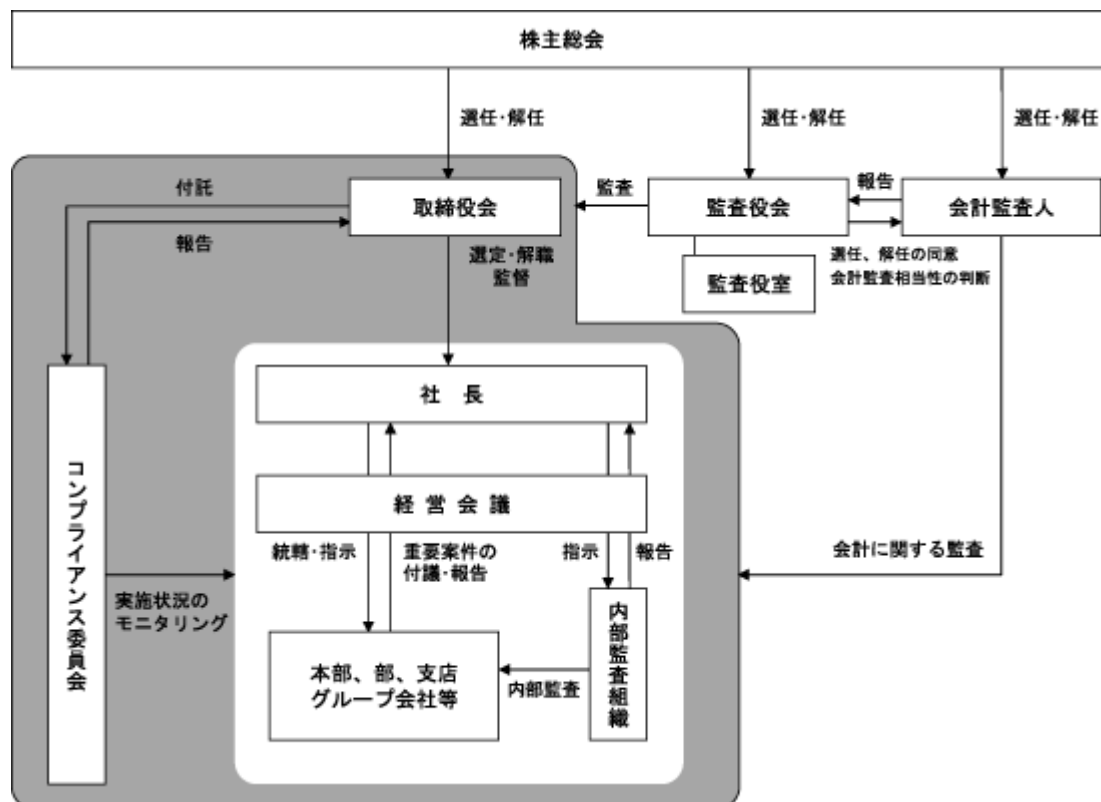 株主総会
選任・解任
選任・解任
選任・解任
付託
取締役会
監査
監査役会
報告
会計監査人
報告
選定・解職
監督
監査役室
選任、解任の同意
会計監査相当性の判断
社　長
コンプライアンス委員会
経 営 会 議
統轄・指示
重要案件の
付議・報告
指示
報告
会計に関する監査
実施状況の
モニタリング
本部、部、支店
グループ会社等
内部監査
内部監査組織